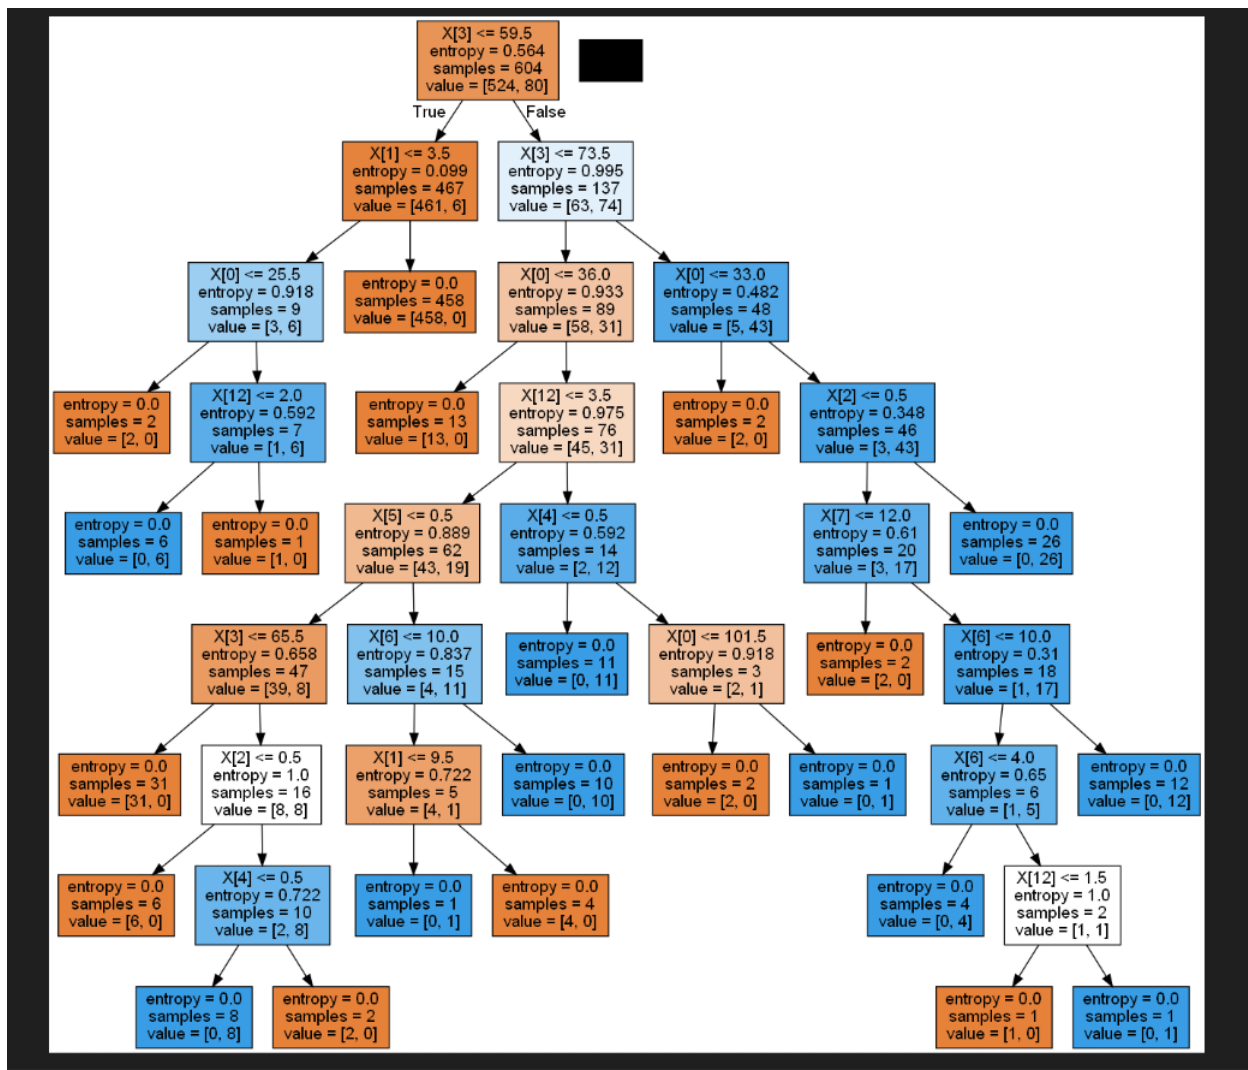 X[3] <= 59.5
entropy = 0.564
samples = 604
value = [524, 80]
True
False
X[1] <= 3.5
entropy = 0.099
samples = 467
value = [461, 6]
X[3] <= 73.5
entropy = 0.995
samples = 137
value = [63, 74]
X[0] <= 25.5
entropy = 0.918
samples = 9
value = [3, 6]
entropy = 0.0
samples = 458
value = [458, 0]
X[0] <= 36.0
entropy = 0.933
samples = 89
value = [58, 31]
X[0] <= 33.0
entropy = 0.482
samples = 48
value = [5, 43]
entropy = 0.0
samples = 2
value = [2, 0]
X[12] <= 2.0
entropy = 0.592
samples = 7
value = [1, 6]
entropy = 0.0
samples = 13
value = [13, 0]
X[12] <= 3.5
entropy = 0.975
samples = 76
value = [45, 31]
entropy = 0.0
samples = 2
value = [2, 0]
X[2] <= 0.5
entropy = 0.348
samples = 46
value = [3, 43]
entropy = 0.0
samples = 6
value = [0, 6]
entropy = 0.0
samples = 1
value = [1, 0]
X[5] <= 0.5
entropy = 0.889
samples = 62
value = [43, 19]
X[4] <= 0.5
entropy = 0.592
samples = 14
value = [2, 12]
X[7] <= 12.0
entropy = 0.61
samples = 20
value = [3, 17]
entropy = 0.0
samples = 26
value = [0, 26]
X[3] <= 65.5
entropy = 0.658
samples = 47
value = [39, 8]
X[6] <= 10.0
entropy = 0.837
samples = 15
value = [4, 11]
entropy = 0.0
samples = 11
value = [0, 11]
X[0] <= 101.5
entropy = 0.918
samples = 3
value = [2, 1]
entropy = 0.0
samples = 2
value = [2, 0]
X[6] <= 10.0
entropy = 0.31
samples = 18
value = [1, 17]
entropy = 0.0
samples = 31
value = [31, 0]
X[2] <= 0.5
entropy = 1.0
samples = 16
value = [8, 8]
X[1] <= 9.5
entropy = 0.722
samples = 5
value = [4, 1]
entropy = 0.0
samples = 10
value = [0, 10]
entropy = 0.0
samples = 2
value = [2, 0]
entropy = 0.0
samples = 1
value = [0, 1]
X[6] <= 4.0
entropy = 0.65
samples = 6
value = [1, 5]
entropy = 0.0
samples = 12
value = [0, 12]
entropy = 0.0
samples = 6
value = [6, 0]
X[4] <= 0.5
entropy = 0.722
samples = 10
value = [2, 8]
entropy = 0.0
samples = 1
value = [0, 1]
entropy = 0.0
samples = 4
value = [4, 0]
entropy = 0.0
samples = 4
value = [0, 4]
X[12] <= 1.5
entropy = 1.0
samples = 2
value = [1, 1]
entropy = 0.0
samples = 8
value = [0, 8]
entropy = 0.0
samples = 2
value = [2, 0]
entropy = 0.0
samples = 1
value = [1, 0]
entropy = 0.0
samples = 1
value = [0, 1]